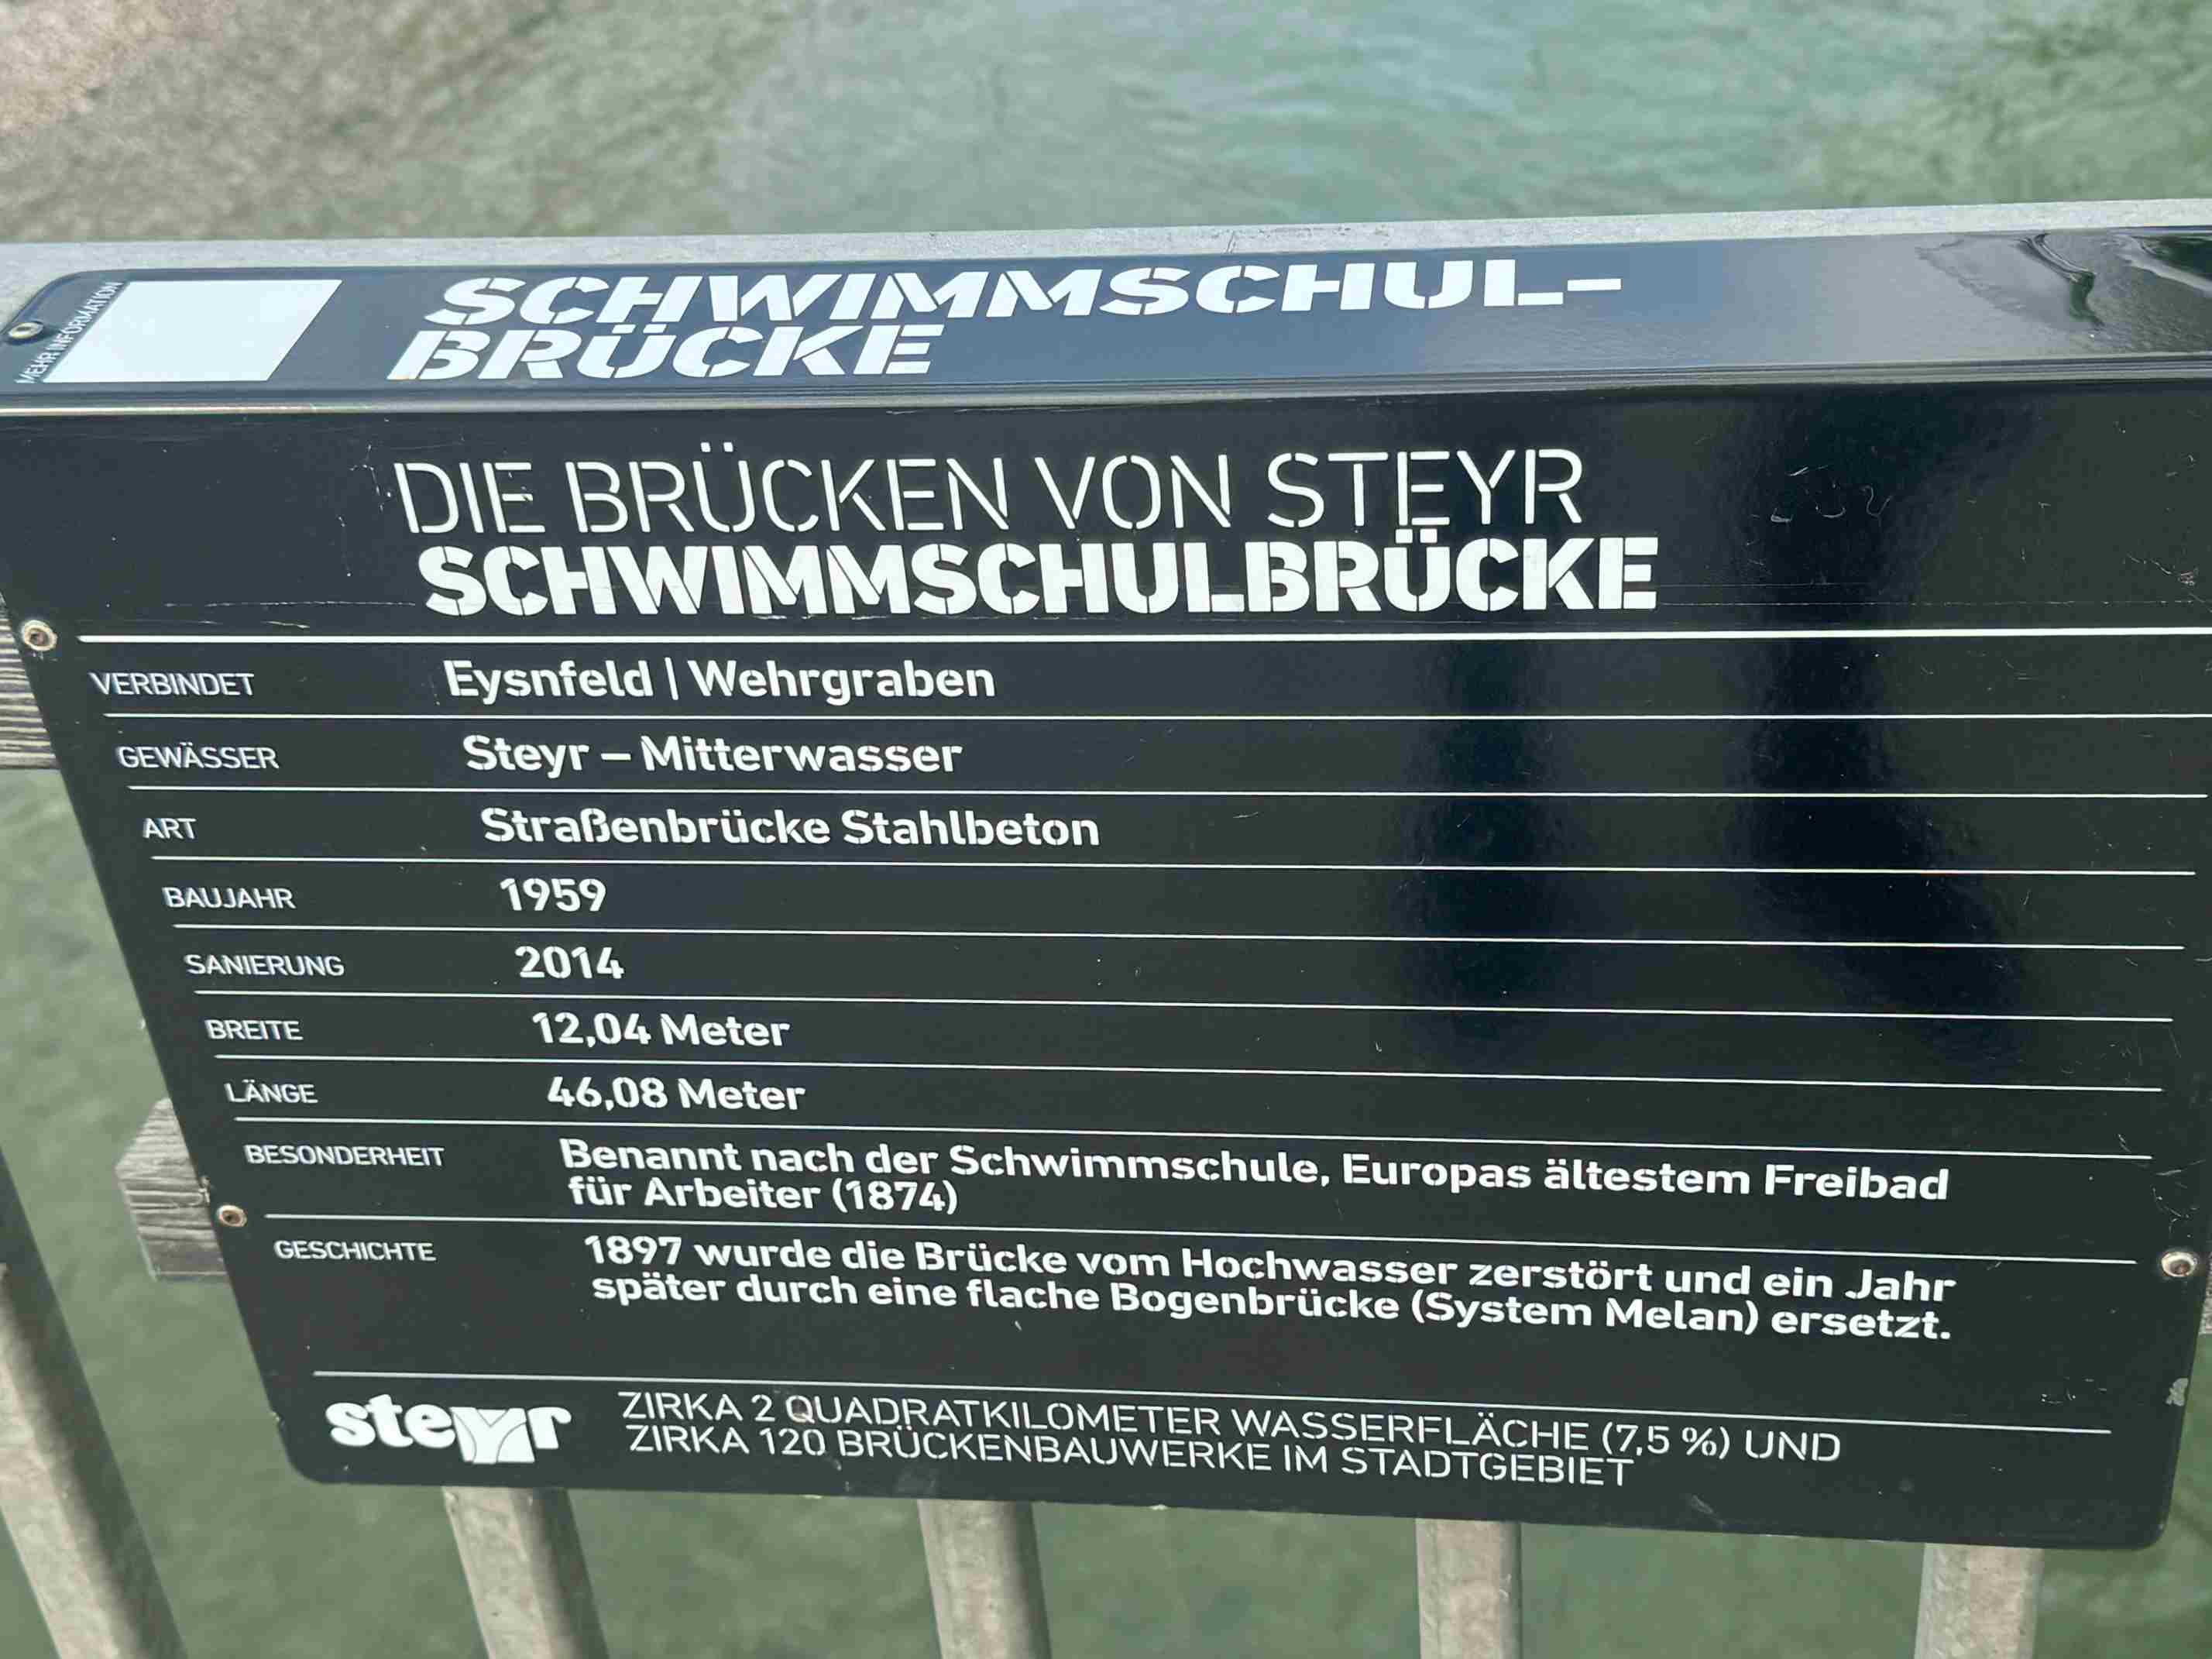 MEHR INFORMATION
SCHWIMMSCHUL-
BRÜCKE
DIE BRÜCKEN VON STEYR
SCHWIMMSCHULBRÜCKE
VERBINDET Eysnfeld | Wehrgraben
GEWÄSSER Steyr – Mitterwasser
ART Straßenbrücke Stahlbeton
BAUJAHR 1959
SANIERUNG 2014
BREITE 12,04 Meter
LÄNGE 46,08 Meter
BESONDERHEIT Benannt nach der Schwimmschule, Europas ältestem Freibad
für Arbeiter (1874)
GESCHICHTE 1897 wurde die Brücke vom Hochwasser zerstört und ein Jahr
später durch eine flache Bogenbrücke (System Melan) ersetzt.
steyr ZIRKA 2 QUADRATKILOMETER WASSERFLÄCHE (7,5 %) UND
ZIRKA 120 BRÜCKENBAUWERKE IM STADTGEBIET